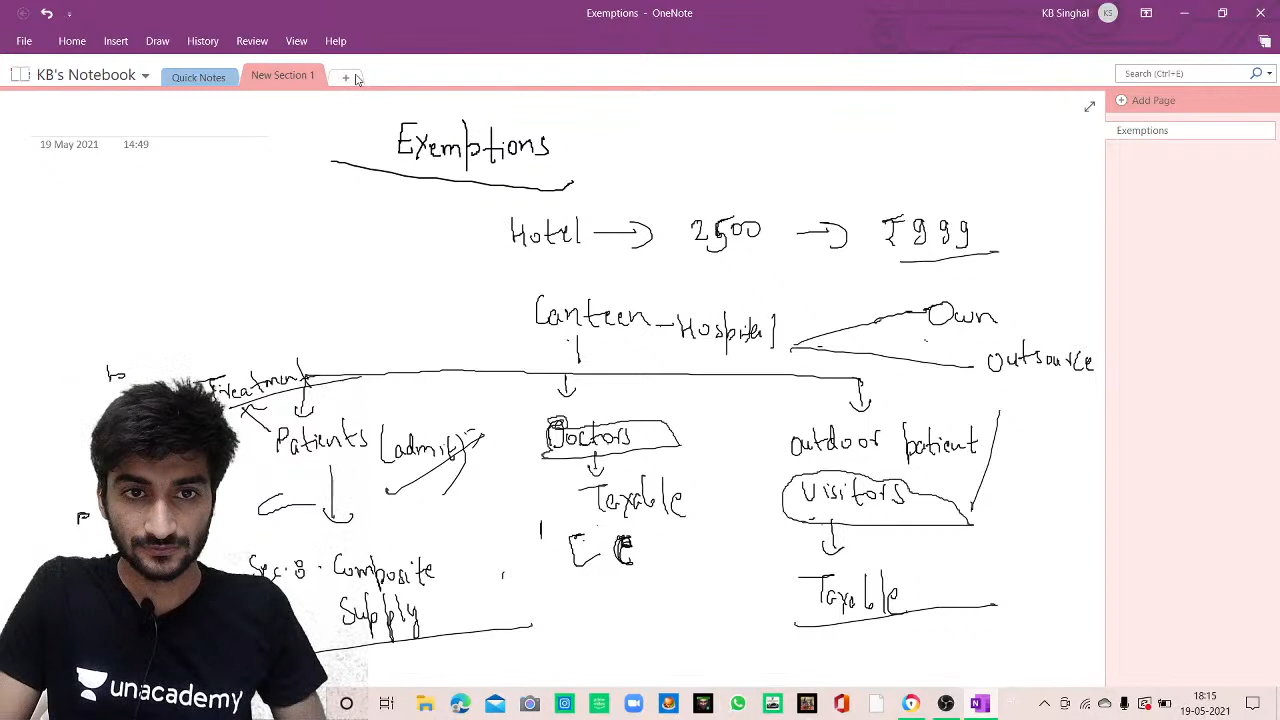 Exemptions - OneNote
KB Singhal KS
File Home Insert Draw History Review View Help
KB's Notebook
Quick Notes
New Section 1
+
Search (Ctrl+E)
Add Page
Exemptions
19 May 2021 14:49
Exemptions
Hotel 2500 ₹999
Canteen - Hospital
Own
Outsource
Treatment
Patients (admit)
Doctors
outdoor patient
Visitors
Taxable
Sec. 8. Composite
Supply
Taxable
unacademy
18:15
19-05-2021